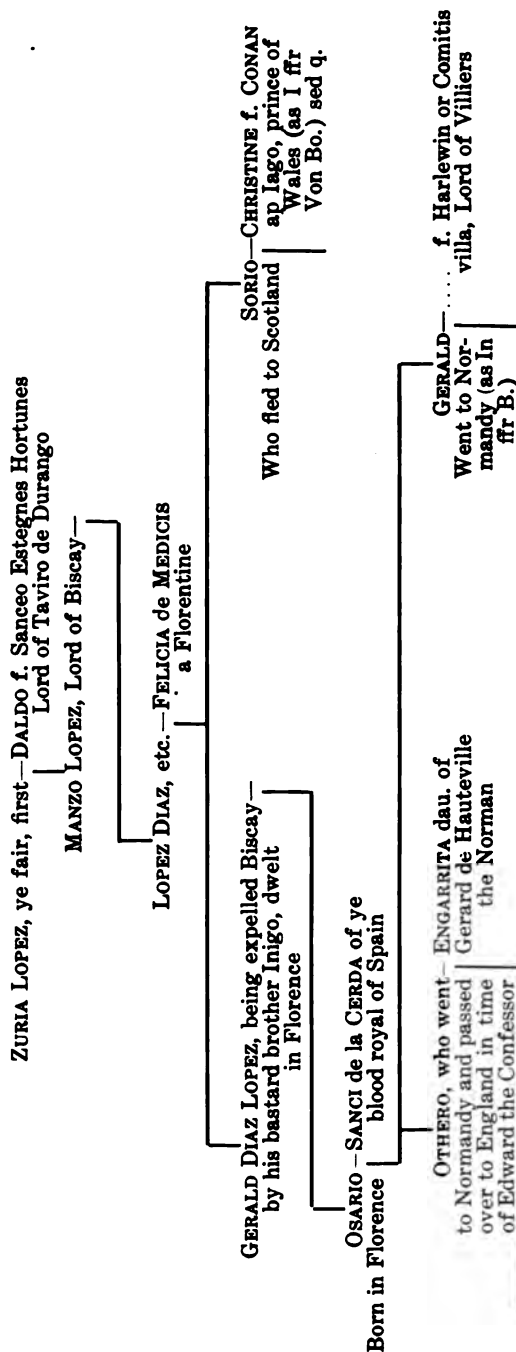 ZURIA LOPEZ, ye fair, first—DALDO f. Sanceo Estegnes Hortunes
Lord of Taviro de Durango
MANZO LOPEZ, Lord of Biscay—
LOPEZ DIAZ, etc.—FELICIA de MEDICIS
a Florentine
GERALD DIAZ LOPEZ, being expelled Biscay—
by his bastard brother Inigo, dwelt
in Florence
SORIO—CHRISTINE f. CONAN
Who fled to Scotland
ap Iago, prince of
Wales (as I ffr
Von Bo.) sed q.
OSARIO—SANCI de la CERDA of ye
Born in Florence
blood royal of Spain
OTHERO, who went—ENGARRITA dau. of
to Normandy and passed
over to England in time
of Edward the Confessor
Gerard de Hauteville
the Norman
GERALD—..... f. Harlewin or Comitis
Went to Nor-
mandy (as In
ffr B.)
villa, Lord of Villiers